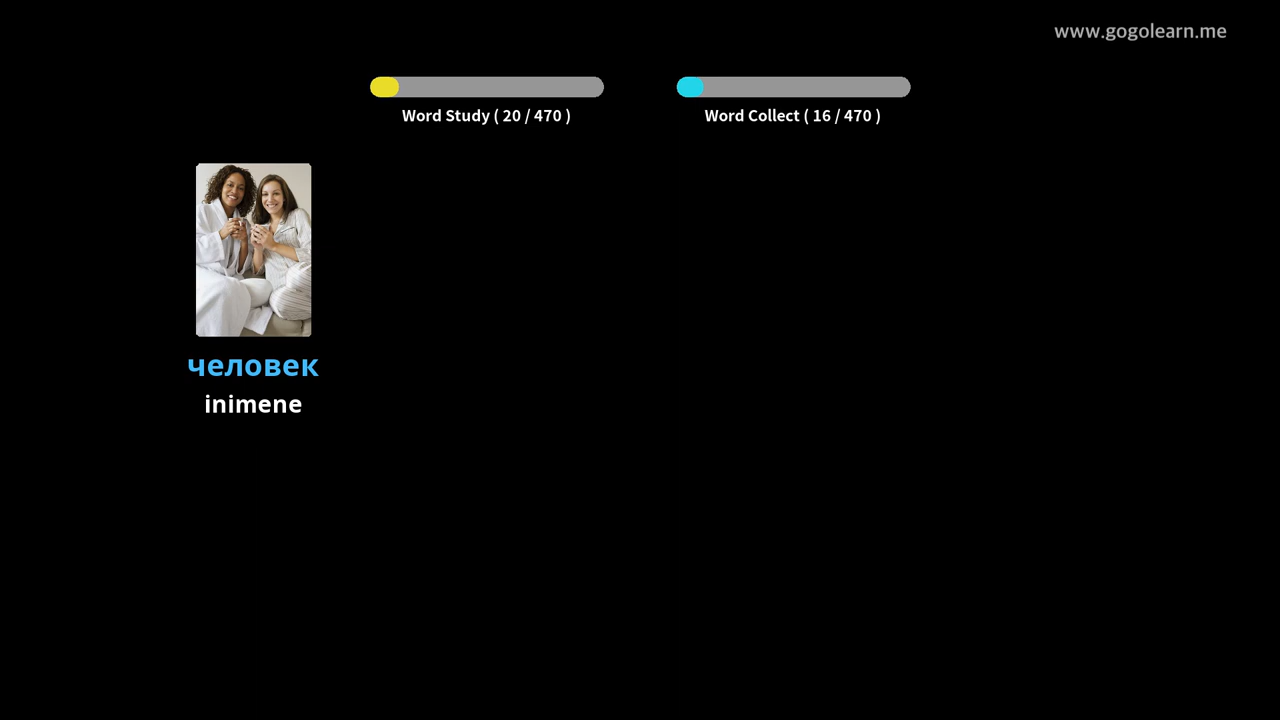 www.gogolearn.me
Word Study ( 20 / 470 )
Word Collect ( 16 / 470 )
человек
inimene